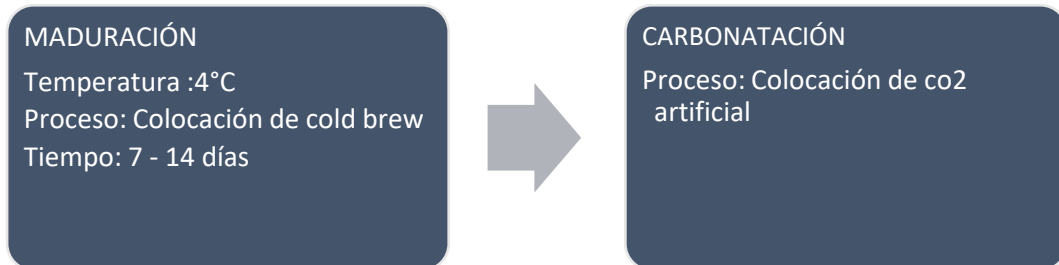 MADURACIÓN
Temperatura :4°C
Proceso: Colocación de cold brew
Tiempo: 7 - 14 días
CARBONATACIÓN
Proceso: Colocación de co2
artificial